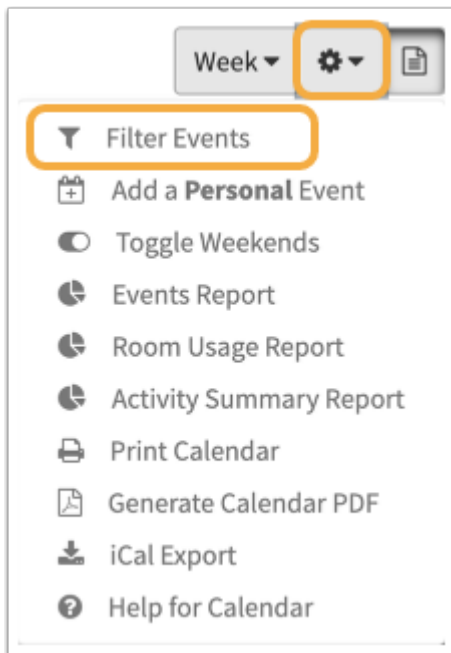 Week
Filter Events
Add a Personal Event
Toggle Weekends
Events Report
Room Usage Report
Activity Summary Report
Print Calendar
Generate Calendar PDF
iCal Export
Help for Calendar